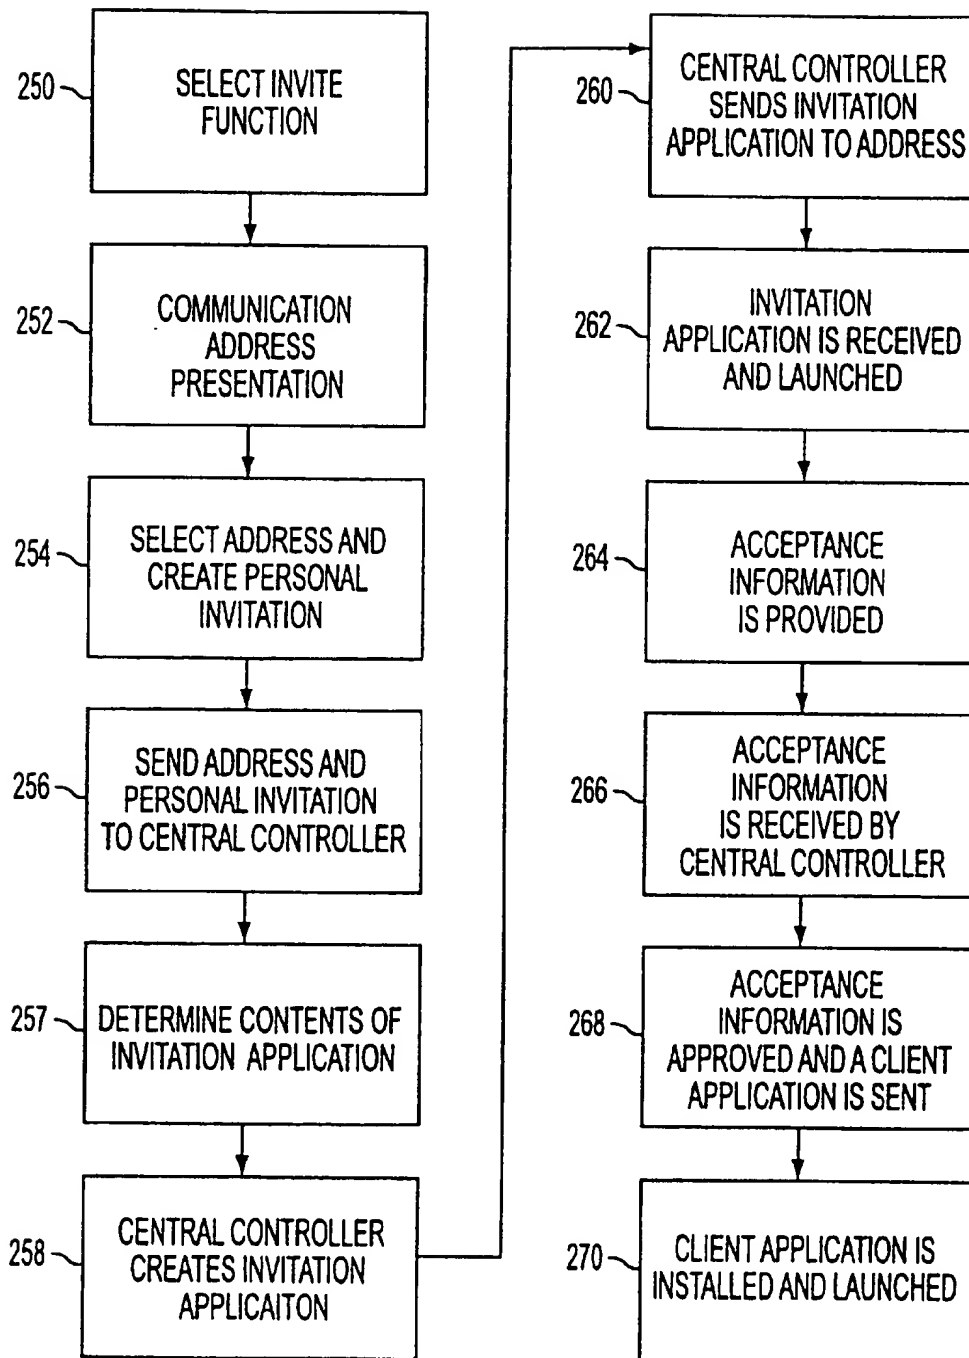 250
SELECT INVITE
FUNCTION
252
COMMUNICATION
ADDRESS
PRESENTATION
254
SELECT ADDRESS AND
CREATE PERSONAL
INVITATION
256
SEND ADDRESS AND
PERSONAL INVITATION
TO CENTRAL CONTROLLER
257
DETERMINE CONTENTS OF
INVITATION APPLICATION
258
CENTRAL CONTROLLER
CREATES INVITATION
APPLICAITON
260
CENTRAL CONTROLLER
SENDS INVITATION
APPLICATION TO ADDRESS
262
INVITATION
APPLICATION IS RECEIVED
AND LAUNCHED
264
ACCEPTANCE
INFORMATION
IS PROVIDED
266
ACCEPTANCE
INFORMATION
IS RECEIVED BY
CENTRAL CONTROLLER
268
ACCEPTANCE
INFORMATION IS
APPROVED AND A CLIENT
APPLICATION IS SENT
270
CLIENT APPLICATION IS
INSTALLED AND LAUNCHED